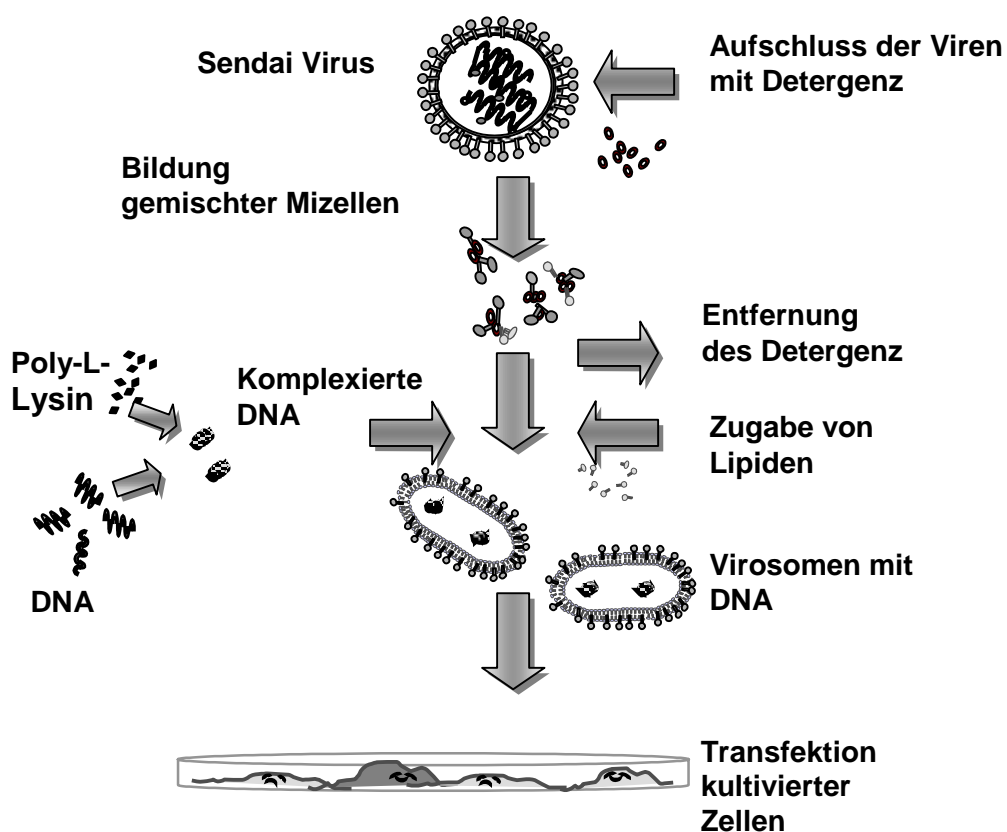 Sendai Virus
Aufschluss der Viren
mit Detergenz
Bildung
gemischter Mizellen
Entfernung
des Detergenz
Poly-L-
Lysin
Komplexierte
DNA
Zugabe von
Lipiden
DNA
Virosomen mit
DNA
Transfektion
kultivierter
Zellen